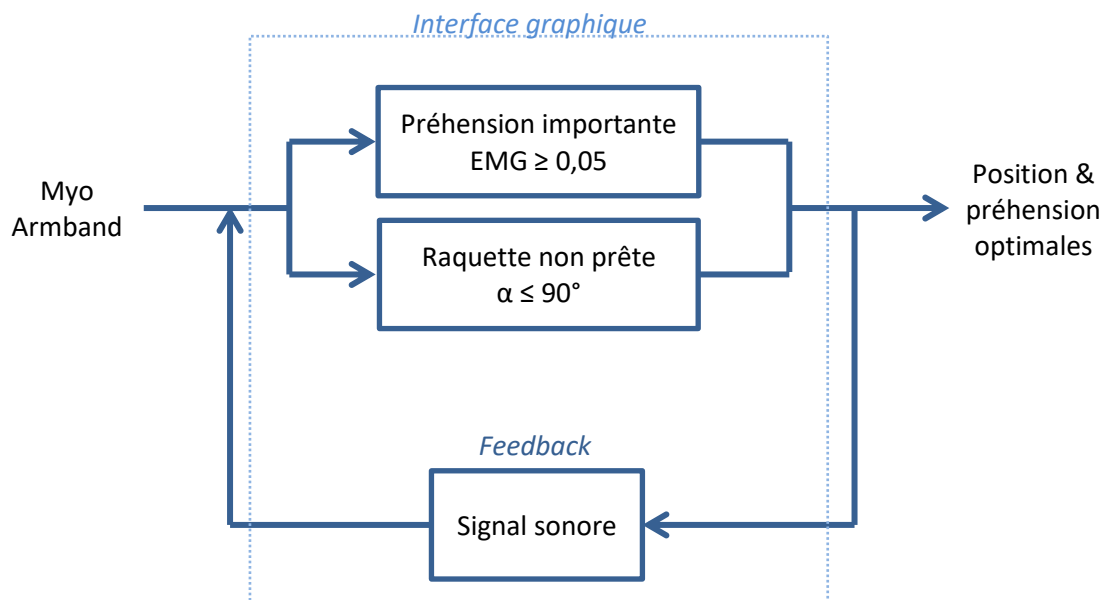 Interface graphique
Préhension importante
EMG ≥ 0,05
Myo
Armband
Raquette non prête
α ≤ 90°
Position &
préhension
optimales
Feedback
Signal sonore